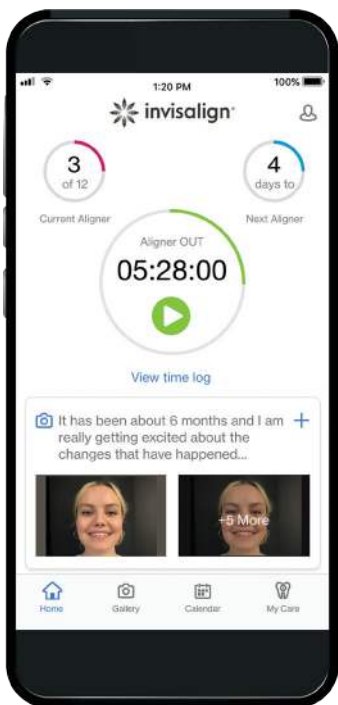 1:20 PM
100%
invisalign
3
of 12
4
days to
Current Aligner
Next Aligner
Aligner OUT
05:28:00
View time log
It has been about 6 months and I am
really getting excited about the
changes that have happened...
+5 More
Home
Gallery
Calendar
My Care